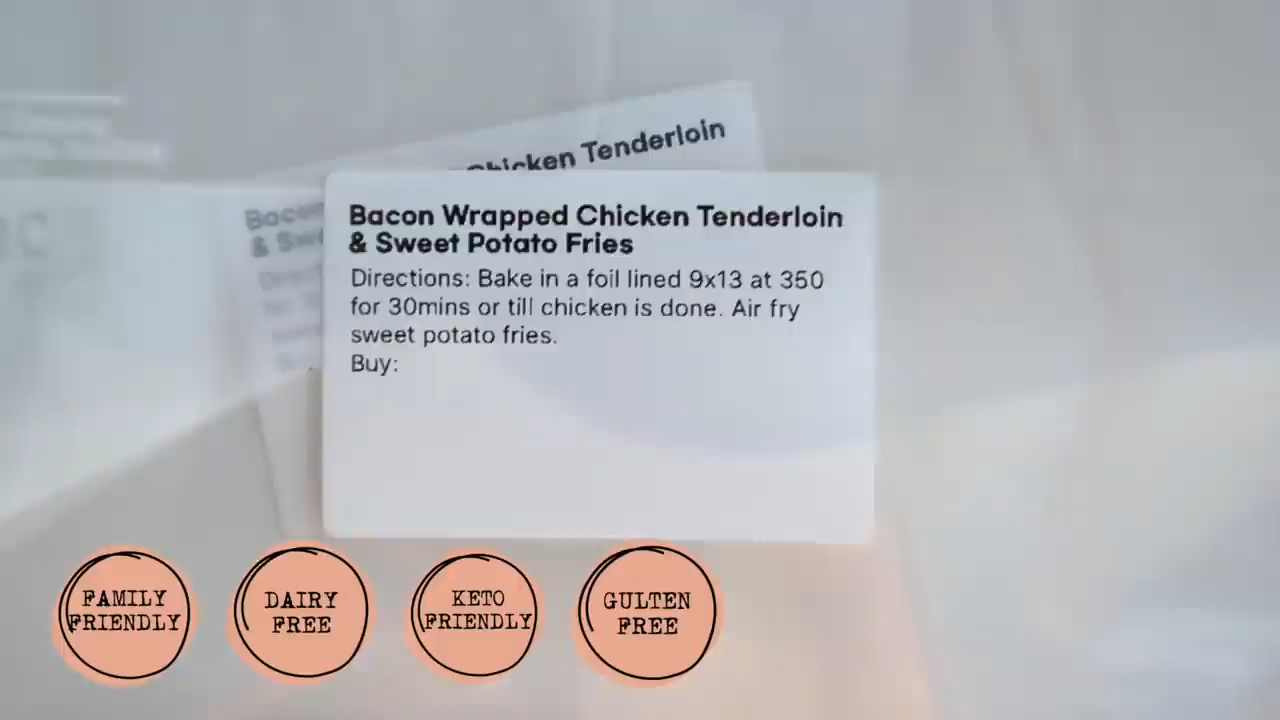 Chicken Tenderloin
Bacon
& Sw
Bacon Wrapped Chicken Tenderloin
& Sweet Potato Fries
Directions: Bake in a foil lined 9x13 at 350
for 30mins or till chicken is done. Air fry
sweet potato fries.
Buy:
FAMILY
FRIENDLY
DAIRY
FREE
KETO
FRIENDLY
GULTEN
FREE